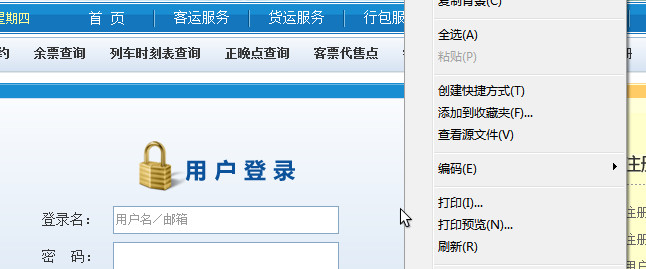 星期四 首 页 客运服务 货运服务 行包服
约 余票查询 列车时刻表查询 正晚点查询 客票代售点
用户登录
登录名：
用户名／邮箱
密 码：
复制背景(C)
全选(A)
粘贴(P)
创建快捷方式(T)
添加到收藏夹(F)...
查看源文件(V)
编码(E)
打印(I)...
打印预览(N)...
刷新(R)
册
注册
注册
注册
用户